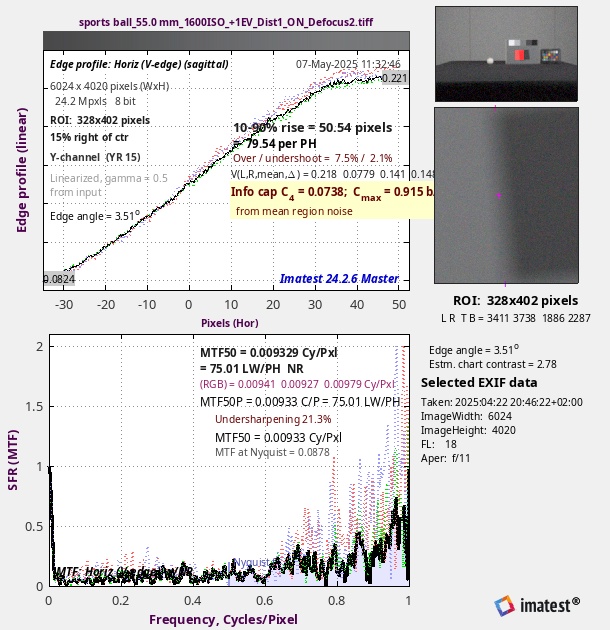 sports ball_55.0 mm_1600ISO_+1EV_Dist1_ON_Defocus2.tiff
Edge profile: Horiz (V-edge) (sagittal)
07-May-2025 11:32:46
0.221
6024 x 4020 pixels (WxH)
24.2 Mpxls 8 bit
ROI: 328x402 pixels
15% right of ctr
Y-channel (YR 15)
Linearized, gamma = 0.5
from input
Edge angle = 3.51o
10-90% rise = 50.54 pixels
= 79.54 per PH
Over / undershoot = 7.5% / 2.1%
V(L,R,mean,Δ) = 0.218 0.0779 0.141 0.148
Info cap C4 = 0.0738; Cmax = 0.915 b
from mean region noise
Edge profile (linear)
0.0824
Imatest 24.2.6 Master
-30 -20 -10 0 10 20 30 40 50
Pixels (Hor)
ROI: 328x402 pixels
L R T B = 3411 3738 1886 2287
Edge angle = 3.51o
Estm. chart contrast = 2.78
Selected EXIF data
Taken: 2025:04:22 20:46:22+02:00
ImageWidth: 6024
ImageHeight: 4020
FL: 18
Aper: f/11
MTF50 = 0.009329 Cy/Pxl
= 75.01 LW/PH NR
(RGB) = 0.00941 0.00927 0.00979 Cy/Pxl
MTF50P = 0.00933 C/P = 75.01 LW/PH
Undersharpening 21.3%
MTF50 = 0.00933 Cy/Pxl
MTF at Nyquist = 0.0878
SFR (MTF)
2
1.5
1
0.5
0
Nyquist
MTF: Horiz
0 0.2 0.4 0.6 0.8 1
Frequency, Cycles/Pixel
imatest®